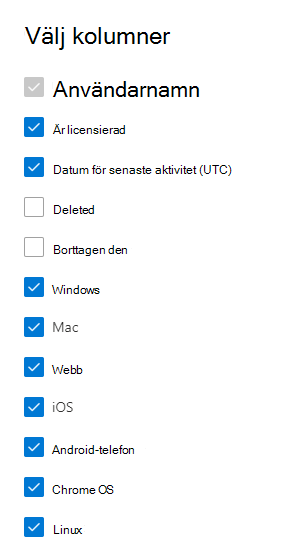 Välj kolumner
Användarnamn
Är licensierad
Datum för senaste aktivitet (UTC)
Deleted
Borttagen den
Windows
Mac
Webb
iOS
Android-telefon
Chrome OS
Linux